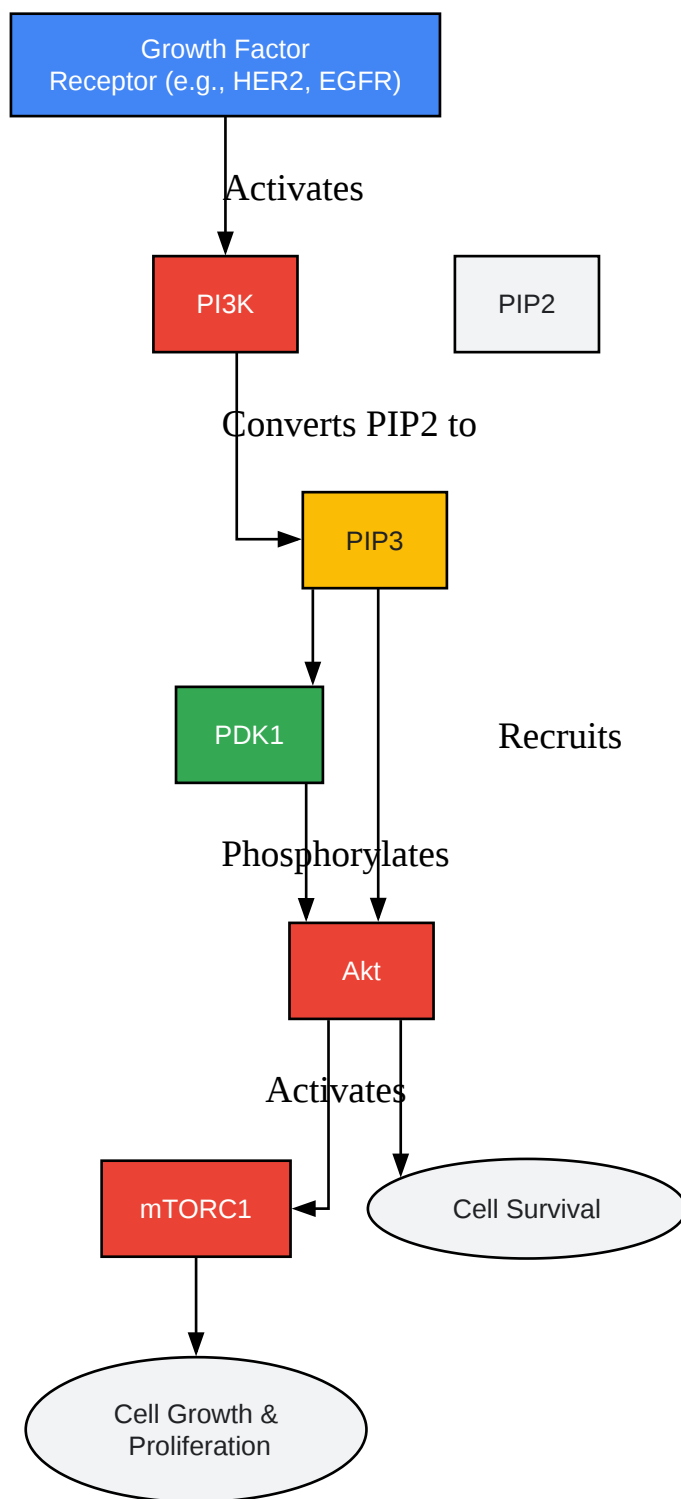 Growth Factor
Receptor (e.g., HER2, EGFR)
Activates
PI3K
PIP2
Converts PIP2 to
PIP3
PDK1
Recruits
Phosphorylates
Akt
Activates
mTORC1
Cell Survival
Cell Growth &
Proliferation